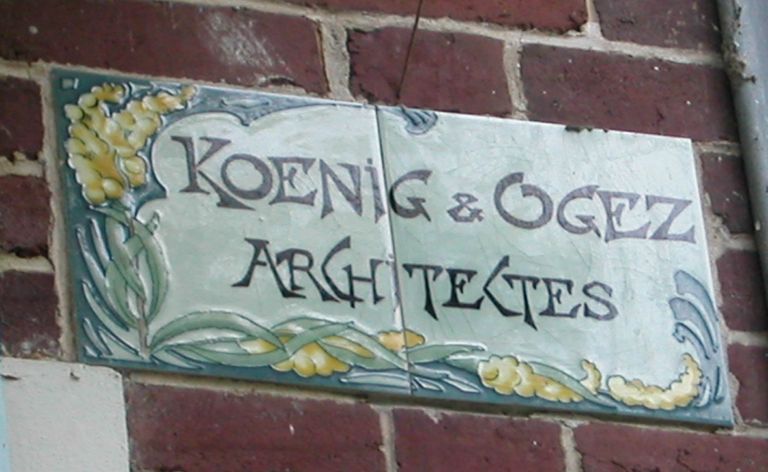 KOENiG & OGEZ
ARCHiTECTES